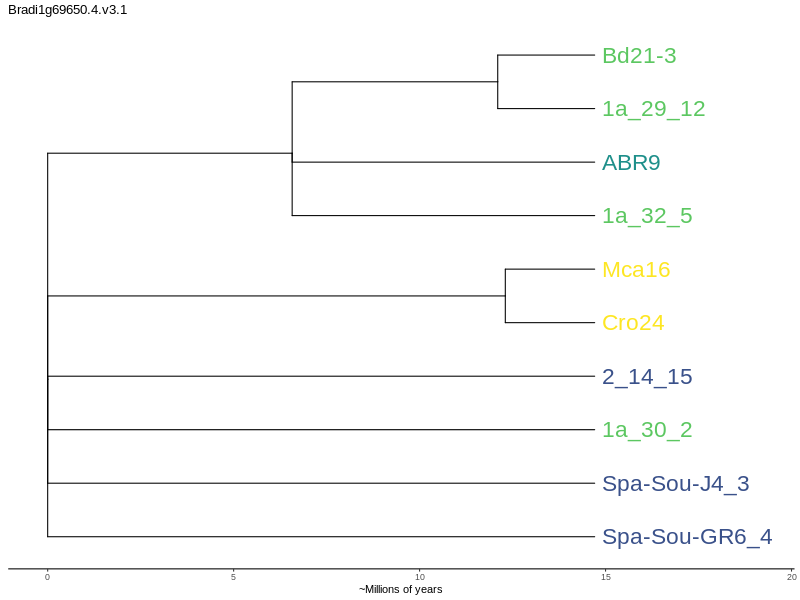 Bradi1g69650.4.v3.1
Bd21-3
1a_29_12
ABR9
1a_32_5
Mca16
Cro24
2_14_15
1a_30_2
Spa-Sou-J4_3
Spa-Sou-GR6_4
0 5 10 15 20
~Millions of years